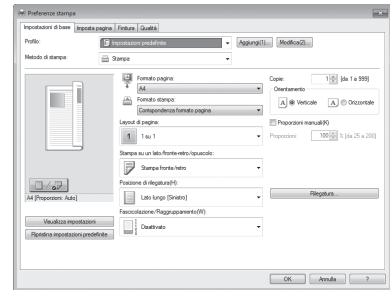 Preferenze stampa
Impostazioni di base Imposta pagina Finiture Qualità
Profilo: Impostazioni predefinite Aggiungi(1)... Modifica(2)...
Metodo di stampa: Stampa
Formato pagina: Copie: 1 [da 1 a 999]
A4 Orientamento
Formato stampa: A Verticale A Orizzontale
Corrispondenza formato pagina
Layout di pagina: Proporzioni manuali(K)
1 1 su 1 Proporzioni: 100 % [da 25 a 200]
Stampa su un lato/fronte-retro/opuscolo:
Stampa fronte/retro
Posizione di rilegatura(H):
Lato lungo [Sinistro] Rilegatura...
A4 [Proporzioni: Auto]
Fascicolazione/Raggruppamento(W):
Visualizza impostazioni Disattivato
Ripristina impostazioni predefinite
OK Annulla ?